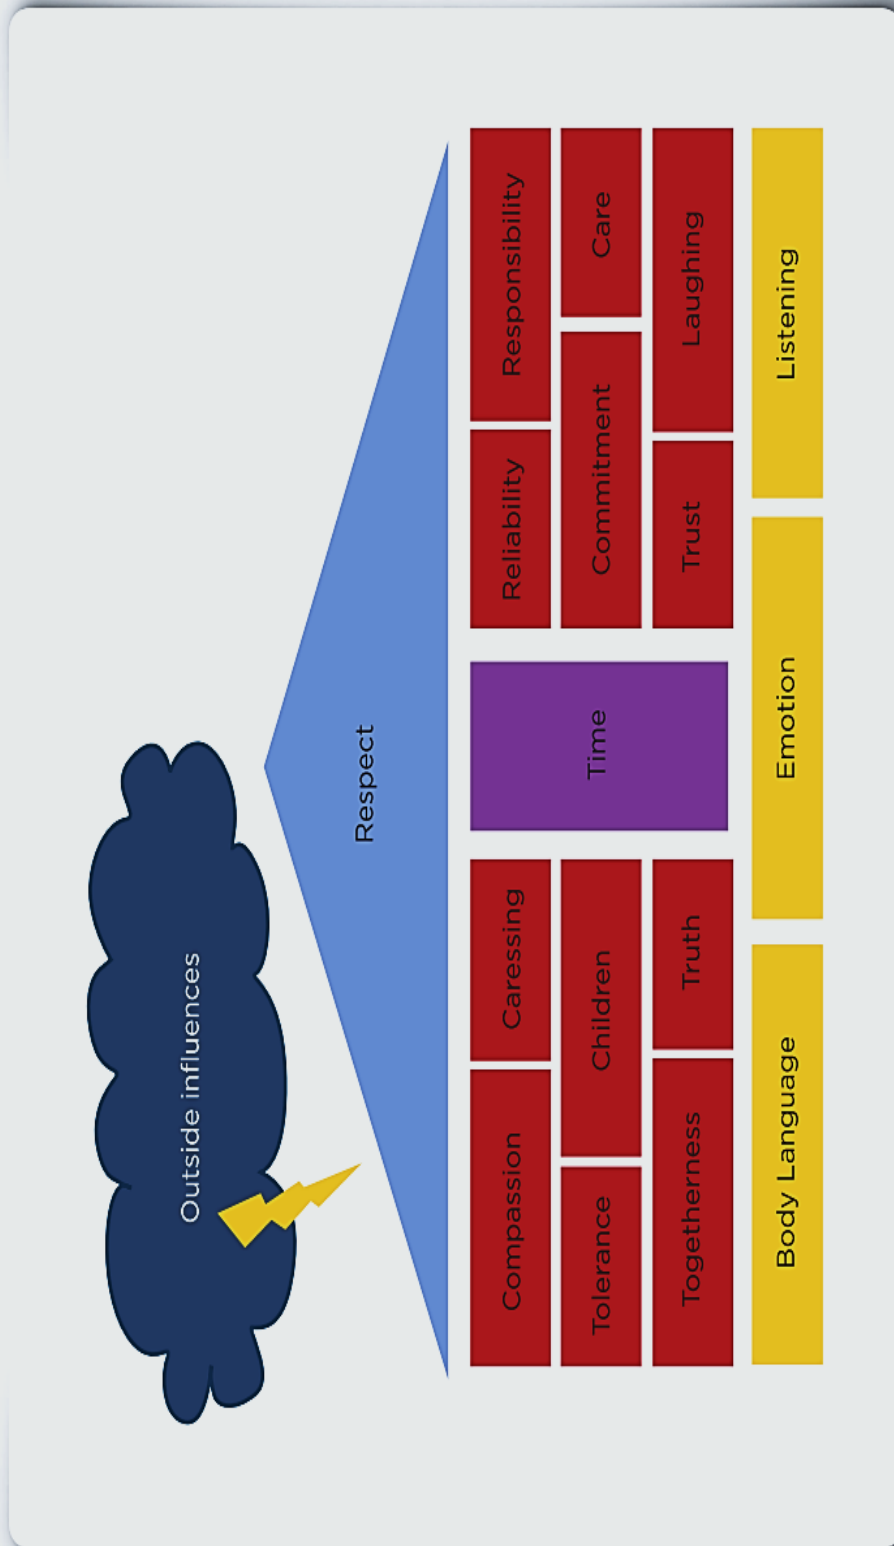 Outside influences
Respect
Compassion
Caressing
Reliability
Responsibility
Tolerance
Children
Time
Commitment
Care
Togetherness
Truth
Trust
Laughing
Body Language
Emotion
Listening